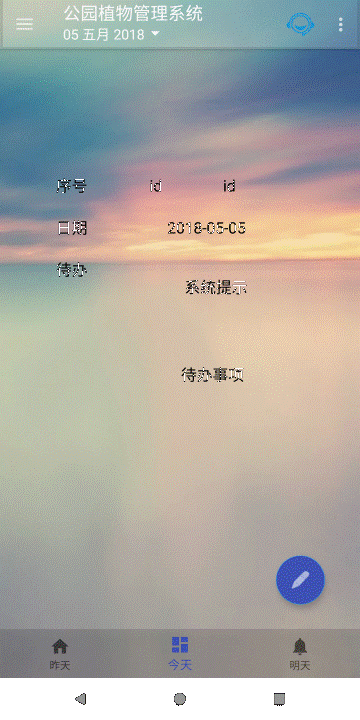 公园植物管理系统
05 五月 2018
序号 id id
日期 2018-05-05
待办
系统提示
待办事项
昨天 今天 明天